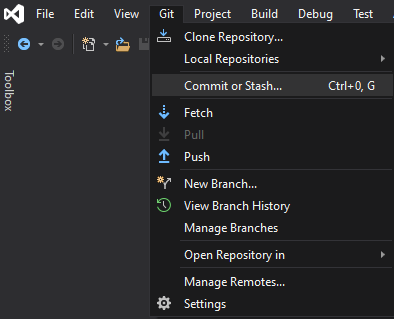 File Edit View Git Project Build Debug Test
Clone Repository...
Local Repositories
Commit or Stash... Ctrl+0, G
Toolbox
Fetch
Pull
Push
New Branch...
View Branch History
Manage Branches
Open Repository in
Manage Remotes...
Settings